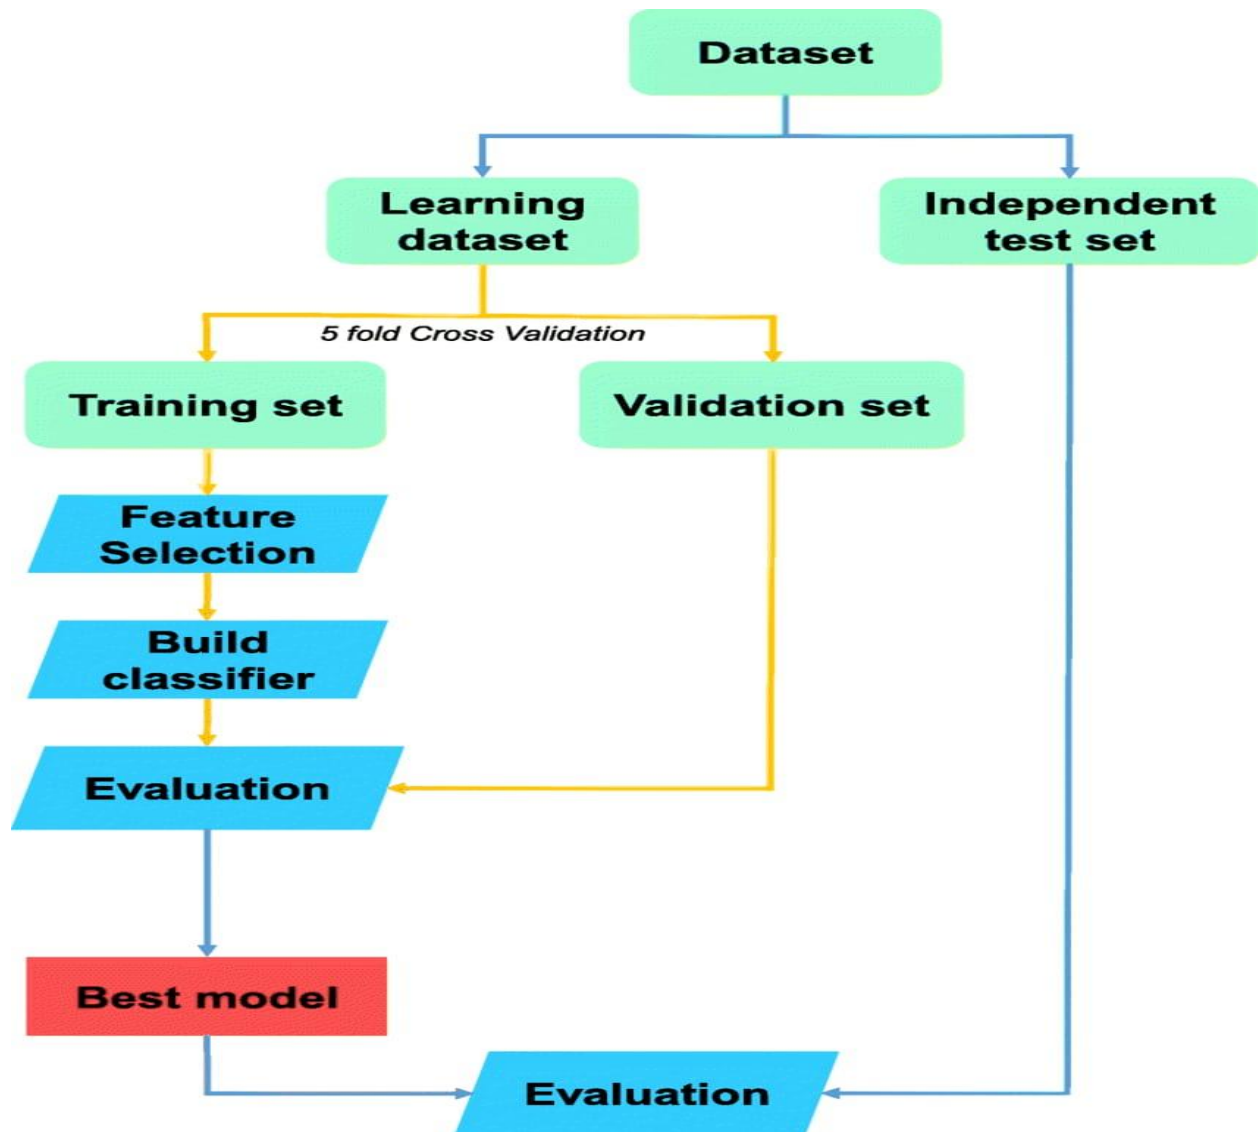 Dataset
Learning
dataset
Independent
test set
5 fold Cross Validation
Training set
Validation set
Feature
Selection
Build
classifier
Evaluation
Best model
Evaluation